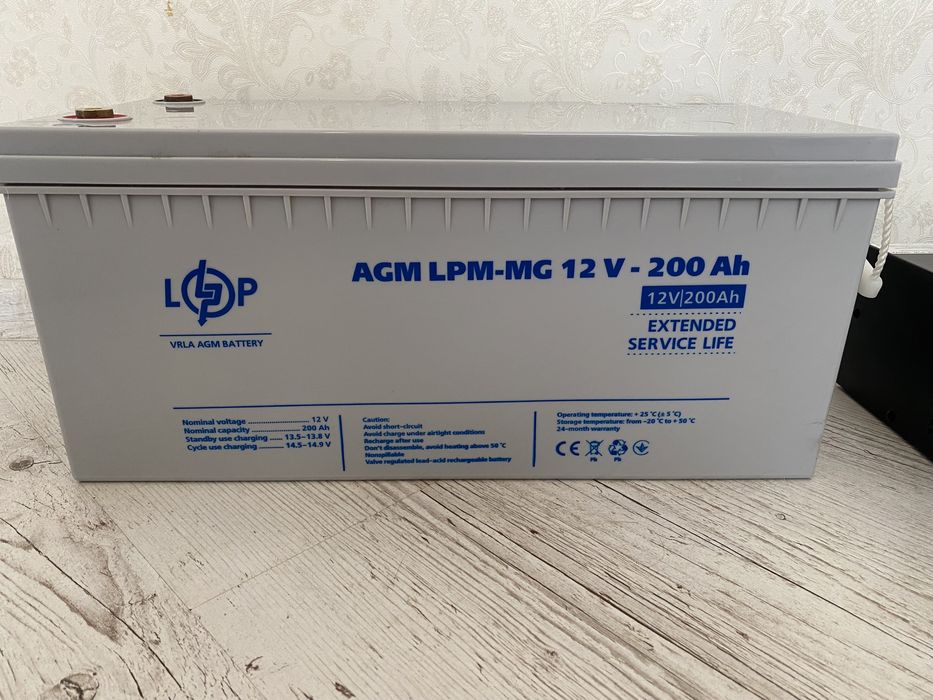 AGM LPM-MG 12 V - 200 Ah
12V|200Ah
EXTENDED
SERVICE LIFE
LP
VRLA AGM BATTERY
Nominal voltage ........................ 12 V
Nominal capacity ................... 200 Ah
Standby use charging ...... 13.5–13.8 V
Cycle use charging ............ 14.5–14.9 V
Caution:
Avoid short-circuit
Avoid charge under airtight conditions
Recharge after use
Don't disassemble, avoid heating above 50 °C
Nonspillable
Valve regulated lead-acid rechargeable battery
Operating temperature: + 25 °C (± 5 °C)
Storage temperature: from –20 °C to +50 °C
24-month warranty
CE Pb Pb